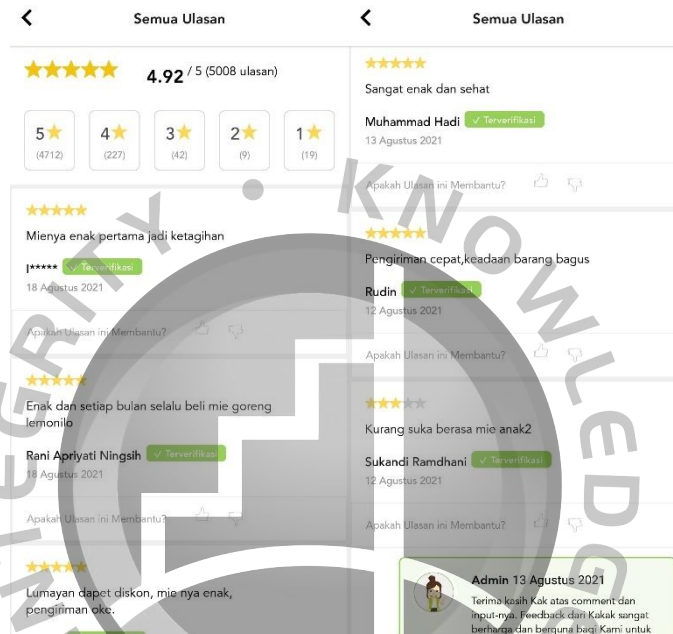 Semua Ulasan
4.92 / 5 (5008 ulasan)
5 4 3 2 1
(4712) (227) (42) (9) (19)
Mienya enak pertama jadi ketagihan
I***** ✓ Terverifikasi
18 Agustus 2021
Apakah Ulasan ini Membantu?
Enak dan setiap bulan selalu beli mie goreng
lemonilo
Rani Apriyati Ningsih ✓ Terverifikasi
18 Agustus 2021
Apakah Ulasan ini Membantu?
Lumayan dapet diskon, mie nya enak,
pengiriman oke.
Semua Ulasan
Sangat enak dan sehat
Muhammad Hadi ✓ Terverifikasi
13 Agustus 2021
Apakah Ulasan ini Membantu?
Pengiriman cepat,keadaan barang bagus
Rudin ✓ Terverifikasi
12 Agustus 2021
Apakah Ulasan ini Membantu?
Kurang suka berasa mie anak2
Sukandi Ramdhani ✓ Terverifikasi
12 Agustus 2021
Apakah Ulasan ini Membantu?
Admin 13 Agustus 2021
Terima kasih Kak atas comment dan
input-nya. Feedback dari Kakak sangat
berharga dan berguna bagi Kami untuk
EGRITY • KNOWLEDG